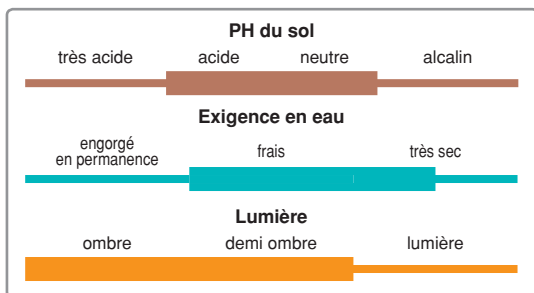 PH du sol
très acide acide neutre alcalin
Exigence en eau
engorgé
en permanence frais très sec
Lumière
ombre demi ombre lumière